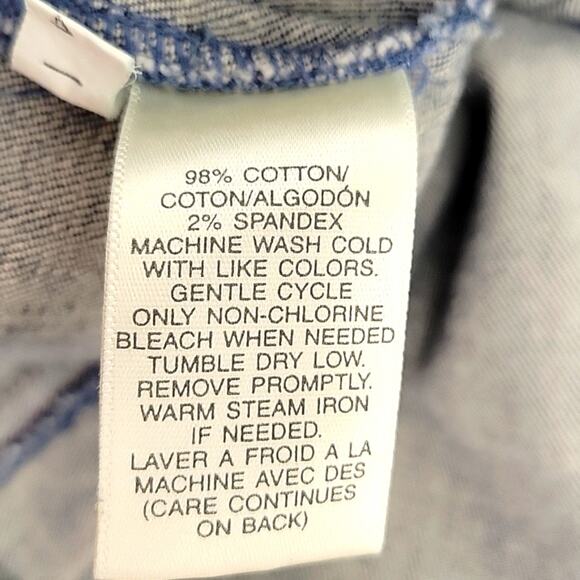 98% COTTON/
COTON/ALGODÓN
2% SPANDEX
MACHINE WASH COLD
WITH LIKE COLORS.
GENTLE CYCLE
ONLY NON-CHLORINE
BLEACH WHEN NEEDED
TUMBLE DRY LOW.
REMOVE PROMPTLY.
WARM STEAM IRON
IF NEEDED.
LAVER A FROID A LA
MACHINE AVEC DES
(CARE CONTINUES
ON BACK)